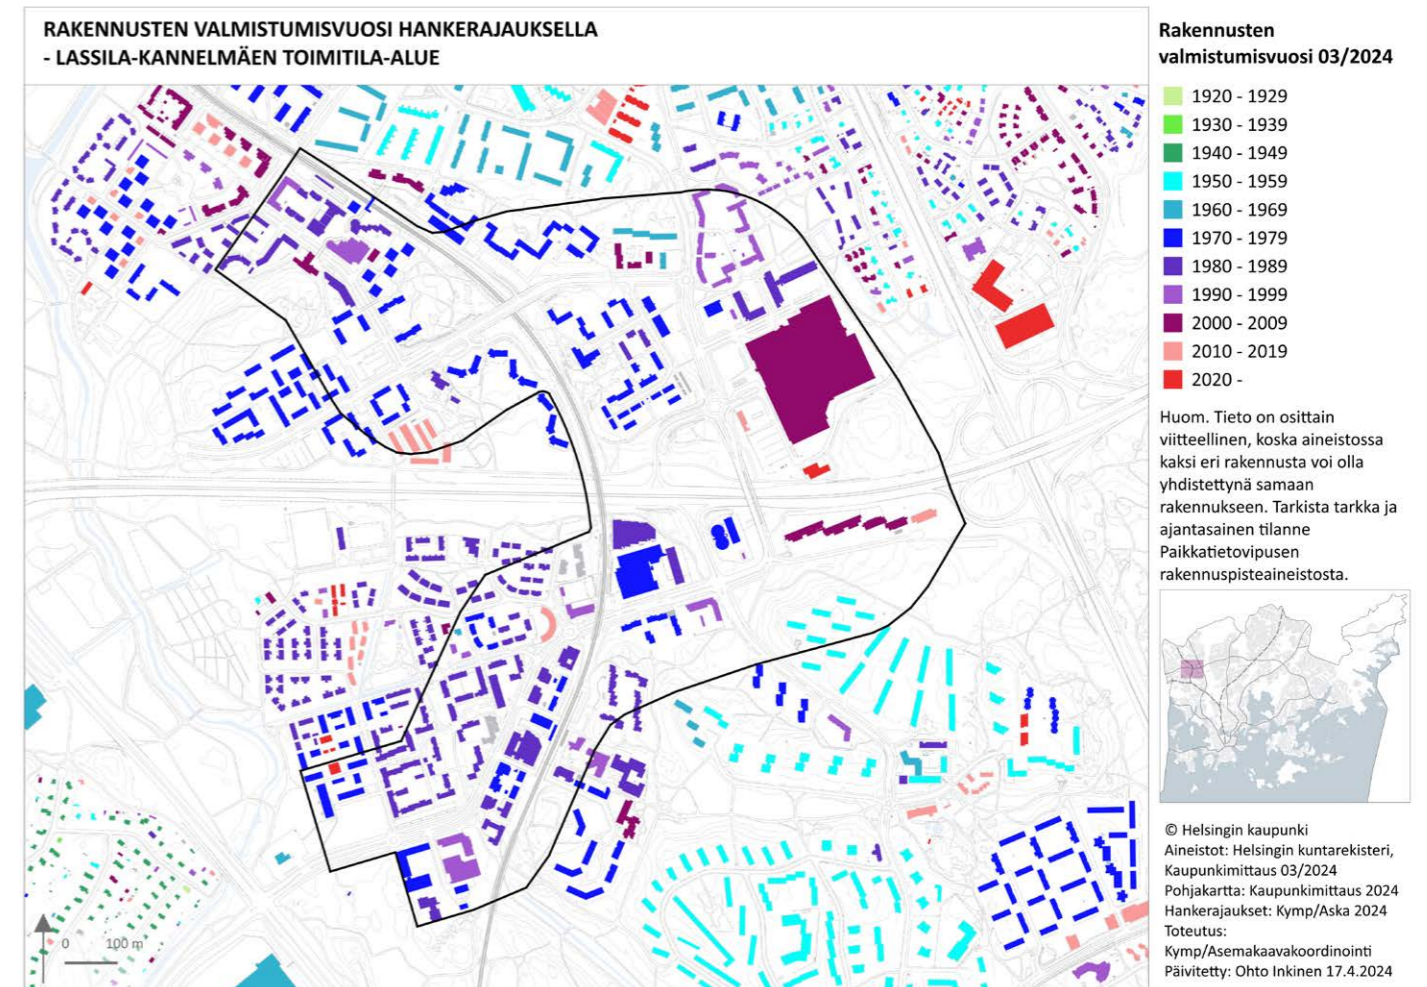 RAKENNUSTEN VALMISTUMISVUOSI HANKERAJAUKSELLA
- LASSILA-KANNELMÄEN TOIMITILA-ALUE
Rakennusten
valmistumisvuosi 03/2024
1920 - 1929
1930 - 1939
1940 - 1949
1950 - 1959
1960 - 1969
1970 - 1979
1980 - 1989
1990 - 1999
2000 - 2009
2010 - 2019
2020 -
Huom. Tieto on osittain
viitteellinen, koska aineistossa
kaksi eri rakennusta voi olla
yhdistettynä samaan
rakennukseen. Tarkista tarkka ja
ajantasainen tilanne
Paikkatietovipusen
rakennuspisteaineistosta.
© Helsingin kaupunki
Aineistot: Helsingin kuntarekisteri,
Kaupunkimittaus 03/2024
Pohjakartta: Kaupunkimittaus 2024
Hankerajaukset: Kymp/Aska 2024
Toteutus:
Kymp/Asemakaavakoordinointi
Päivitetty: Ohto Inkinen 17.4.2024
0 100 m